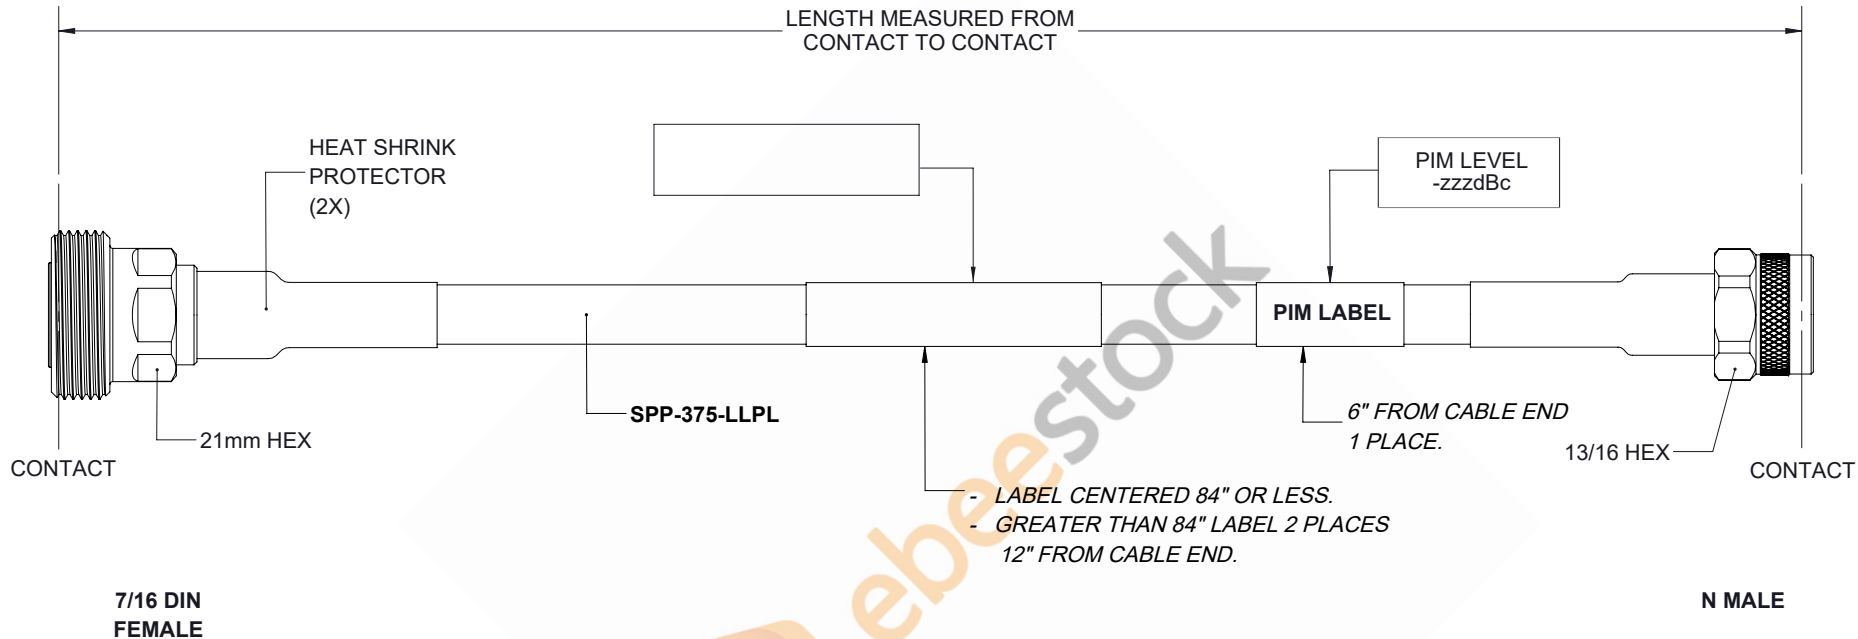 LENGTH MEASURED FROM
CONTACT TO CONTACT
HEAT SHRINK
PROTECTOR
(2X)
PIM LEVEL
-zzzdBc
PIM LABEL
SPP-375-LLPL
21mm HEX
CONTACT
6" FROM CABLE END
1 PLACE.
13/16 HEX
CONTACT
- LABEL CENTERED 84" OR LESS.
- GREATER THAN 84" LABEL 2 PLACES
12" FROM CABLE END.
7/16 DIN
FEMALE
N MALE
ebeestock